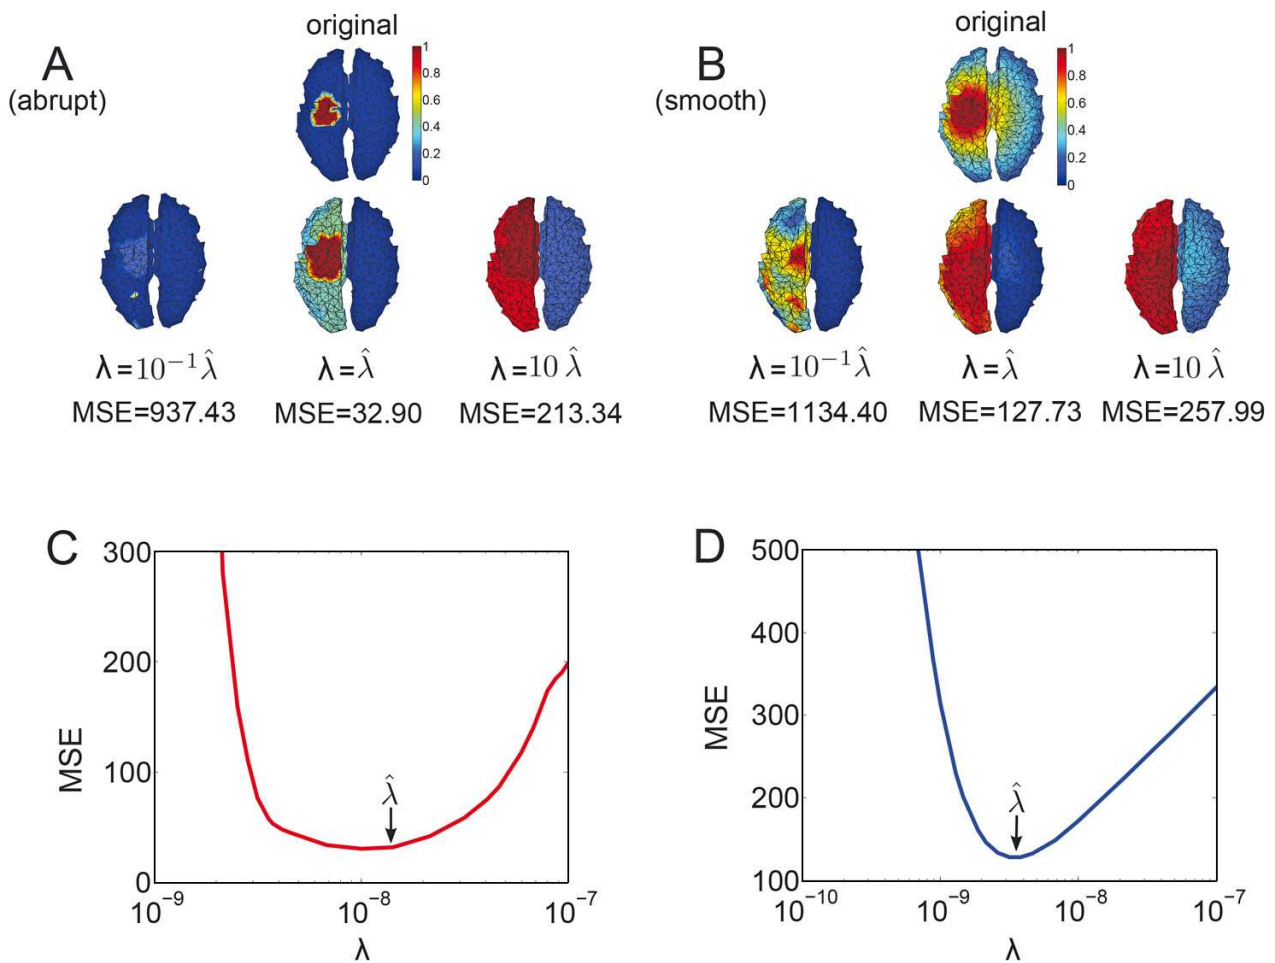 A
(abrupt)
original
1
0.8
0.6
0.4
0.2
0
λ=10⁻¹ λ̂
MSE=937.43
λ=λ̂
MSE=32.90
λ=10 λ̂
MSE=213.34
B
(smooth)
original
1
0.8
0.6
0.4
0.2
0
λ=10⁻¹ λ̂
MSE=1134.40
λ=λ̂
MSE=127.73
λ=10 λ̂
MSE=257.99
C
300
200
100
0
MSE
λ̂
10⁻⁹
10⁻⁸
10⁻⁷
λ
D
500
400
300
200
100
MSE
λ̂
10⁻¹⁰
10⁻⁹
10⁻⁸
10⁻⁷
λ